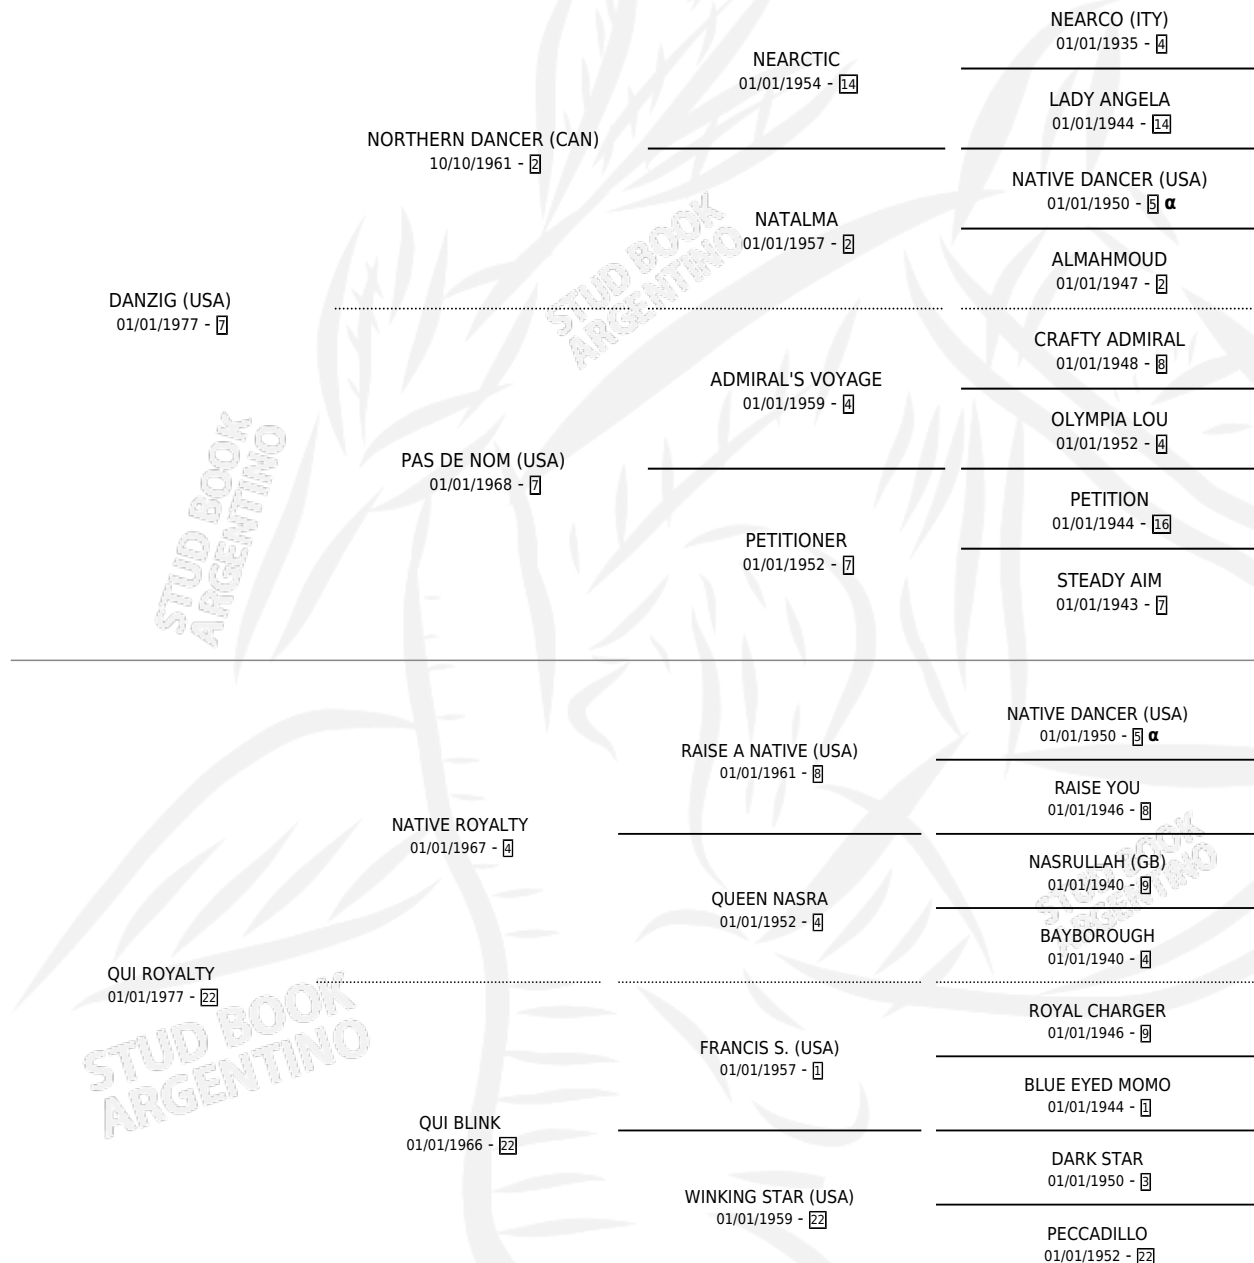 NEARCO (ITY)
01/01/1935 - 4
NEARCTIC
01/01/1954 - 14
LADY ANGELA
01/01/1944 - 14
NORTHERN DANCER (CAN)
10/10/1961 - 2
NATIVE DANCER (USA)
01/01/1950 - 5 α
NATALMA
01/01/1957 - 2
ALMAHMOUD
01/01/1947 - 2
DANZIG (USA)
01/01/1977 - 7
CRAFTY ADMIRAL
01/01/1948 - 8
ADMIRAL'S VOYAGE
01/01/1959 - 4
OLYMPIA LOU
01/01/1952 - 4
PAS DE NOM (USA)
01/01/1968 - 7
PETITION
01/01/1944 - 16
PETITIONER
01/01/1952 - 7
STEADY AIM
01/01/1943 - 7
NATIVE DANCER (USA)
01/01/1950 - 5 α
RAISE A NATIVE (USA)
01/01/1961 - 8
RAISE YOU
01/01/1946 - 8
NATIVE ROYALTY
01/01/1967 - 4
NASRULLAH (GB)
01/01/1940 - 9
QUEEN NASRA
01/01/1952 - 4
BAYBOROUGH
01/01/1940 - 4
QUI ROYALTY
01/01/1977 - 22
ROYAL CHARGER
01/01/1946 - 9
FRANCIS S. (USA)
01/01/1957 - 1
BLUE EYED MOMO
01/01/1944 - 1
QUI BLINK
01/01/1966 - 22
DARK STAR
01/01/1950 - 3
WINKING STAR (USA)
01/01/1959 - 22
PECCADILLO
01/01/1952 - 22
STUD BOOK
ARGENTINO
STUD BOOK
ARGENTINO
STUD BOOK
ARGENTINO
STUD BOOK
ARGENTINO